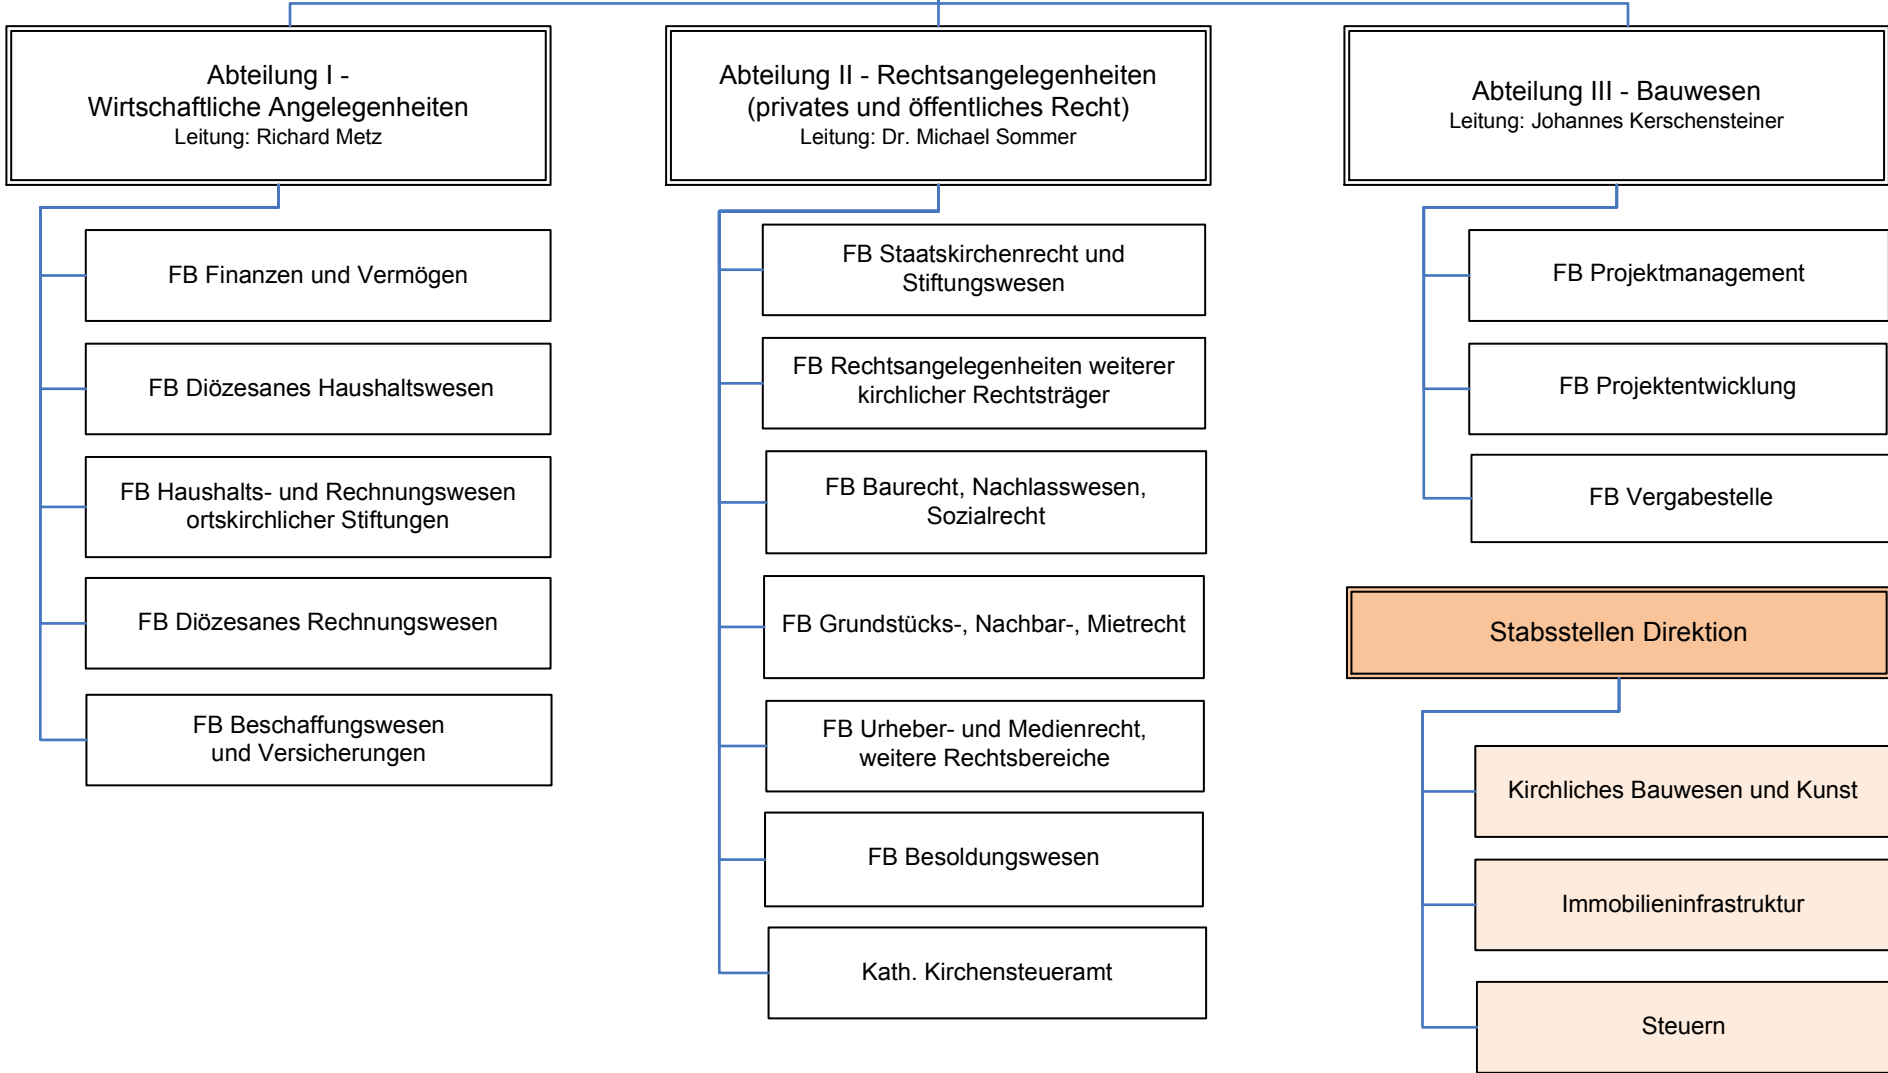 Abteilung I -
Wirtschaftliche Angelegenheiten
Leitung: Richard Metz
FB Finanzen und Vermögen
FB Diözesanes Haushaltswesen
FB Haushalts- und Rechnungswesen
ortskirchlicher Stiftungen
FB Diözesanes Rechnungswesen
FB Beschaffungswesen
und Versicherungen
Abteilung II - Rechtsangelegenheiten
(privates und öffentliches Recht)
Leitung: Dr. Michael Sommer
FB Staatskirchenrecht und
Stiftungswesen
FB Rechtsangelegenheiten weiterer
kirchlicher Rechtsträger
FB Baurecht, Nachlasswesen,
Sozialrecht
FB Grundstücks-, Nachbar-, Mietrecht
FB Urheber- und Medienrecht,
weitere Rechtsbereiche
FB Besoldungswesen
Kath. Kirchensteueramt
Abteilung III - Bauwesen
Leitung: Johannes Kerschensteiner
FB Projektmanagement
FB Projektentwicklung
FB Vergabestelle
Stabsstellen Direktion
Kirchliches Bauwesen und Kunst
Immobilieninfrastruktur
Steuern